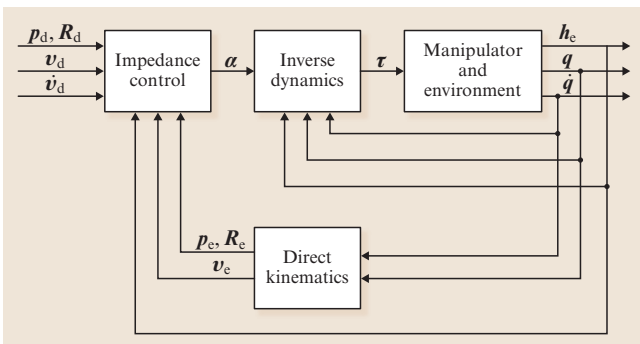 p_d, R_d
v_d
v̇_d
Impedance
control
α
Inverse
dynamics
τ
Manipulator
and
environment
h_e
q
q̇
p_e, R_e
v_e
Direct
kinematics